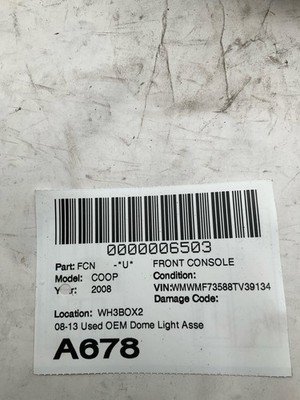 0000006503
Part: FCN -*U* FRONT CONSOLE
Model: COOP Condition:
Year: 2008 VIN:WMWMF73588TV39134
Damage Code:
Location: WH3BOX2
08-13 Used OEM Dome Light Asse
A678